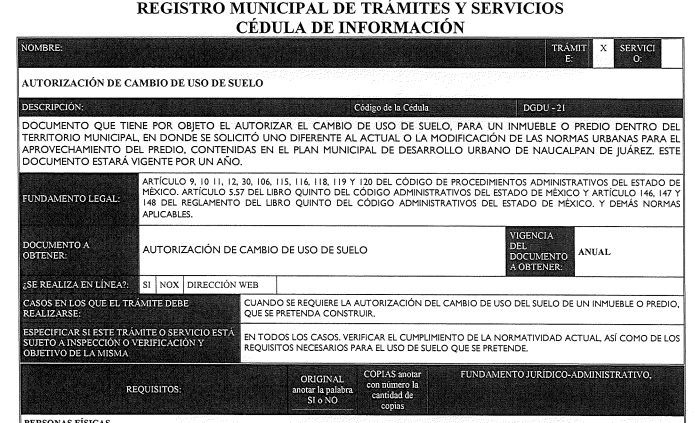 REGISTRO MUNICIPAL DE TRÁMITES Y SERVICIOS
CÉDULA DE INFORMACIÓN
NOMBRE:
TRÁMIT
E:
X
SERVICI
O:
AUTORIZACIÓN DE CAMBIO DE USO DE SUELO
DESCRIPCIÓN:
Código de la Cédula
DGDU - 21
DOCUMENTO QUE TIENE POR OBJETO EL AUTORIZAR EL CAMBIO DE USO DE SUELO, PARA UN INMUEBLE O PREDIO DENTRO DEL
TERRITORIO MUNICIPAL, EN DONDE SE SOLICITÓ UNO DIFERENTE AL ACTUAL O LA MODIFICACIÓN DE LAS NORMAS URBANAS PARA EL
APROVECHAMIENTO DEL PREDIO, CONTENIDAS EN EL PLAN MUNICIPAL DE DESARROLLO URBANO DE NAUCALPAN DE JUÁREZ. ESTE
DOCUMENTO ESTARÁ VIGENTE POR UN AÑO.
FUNDAMENTO LEGAL:
ARTÍCULO 9, 10 11, 12, 30, 106, 115, 116, 118, 119 Y 120 DEL CÓDIGO DE PROCEDIMIENTOS ADMINISTRATIVOS DEL ESTADO DE
MÉXICO. ARTÍCULO 5.57 DEL LIBRO QUINTO DEL CÓDIGO ADMINISTRATIVOS DEL ESTADO DE MÉXICO Y ARTÍCULO 146, 147 Y
148 DEL REGLAMENTO DEL LIBRO QUINTO DEL CÓDIGO ADMINISTRATIVOS DEL ESTADO DE MÉXICO. Y DEMÁS NORMAS
APLICABLES.
DOCUMENTO A
OBTENER:
AUTORIZACIÓN DE CAMBIO DE USO DE SUELO
VIGENCIA
DEL
DOCUMENTO
A OBTENER:
ANUAL
¿SE REALIZA EN LÍNEA?:
SI
NOX
DIRECCIÓN WEB
CASOS EN LOS QUE EL TRÁMITE DEBE
REALIZARSE:
CUANDO SE REQUIERE LA AUTORIZACIÓN DEL CAMBIO DE USO DEL SUELO DE UN INMUEBLE O PREDIO,
QUE SE PRETENDA CONSTRUIR.
ESPECIFICAR SI ESTE TRÁMITE O SERVICIO ESTÁ
SUJETO A INSPECCIÓN O VERIFICACIÓN Y
OBJETIVO DE LA MISMA
EN TODOS LOS CASOS. VERIFICAR EL CUMPLIMIENTO DE LA NORMATIVIDAD ACTUAL, ASÍ COMO DE LOS
REQUISITOS NECESARIOS PARA EL USO DE SUELO QUE SE PRETENDE.
REQUISITOS:
ORIGINAL
anotar la palabra
SI o NO
COPIAS anotar
con número la
cantidad de
copias
FUNDAMENTO JURÍDICO-ADMINISTRATIVO,
PERSONAS FÍSICAS